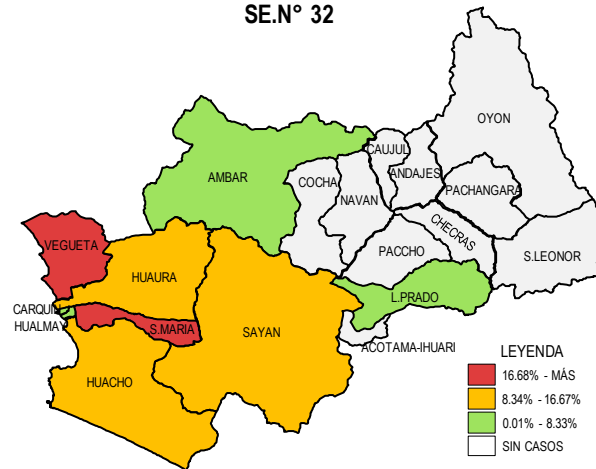 SE.N° 32
OYON
CAUJUL
ANDAJES
AMBAR
COCHA
NAVAN
PACHANGARA
CHECRAS
VEGUETA
PACCHO
S.LEONOR
HUAURA
L.PRADO
CARQUIN
HUALMAY
S.MARIA
SAYAN
ACOTAMA-IHUARI
HUACHO
LEYENDA
16.68% - MÁS
8.34% - 16.67%
0.01% - 8.33%
SIN CASOS